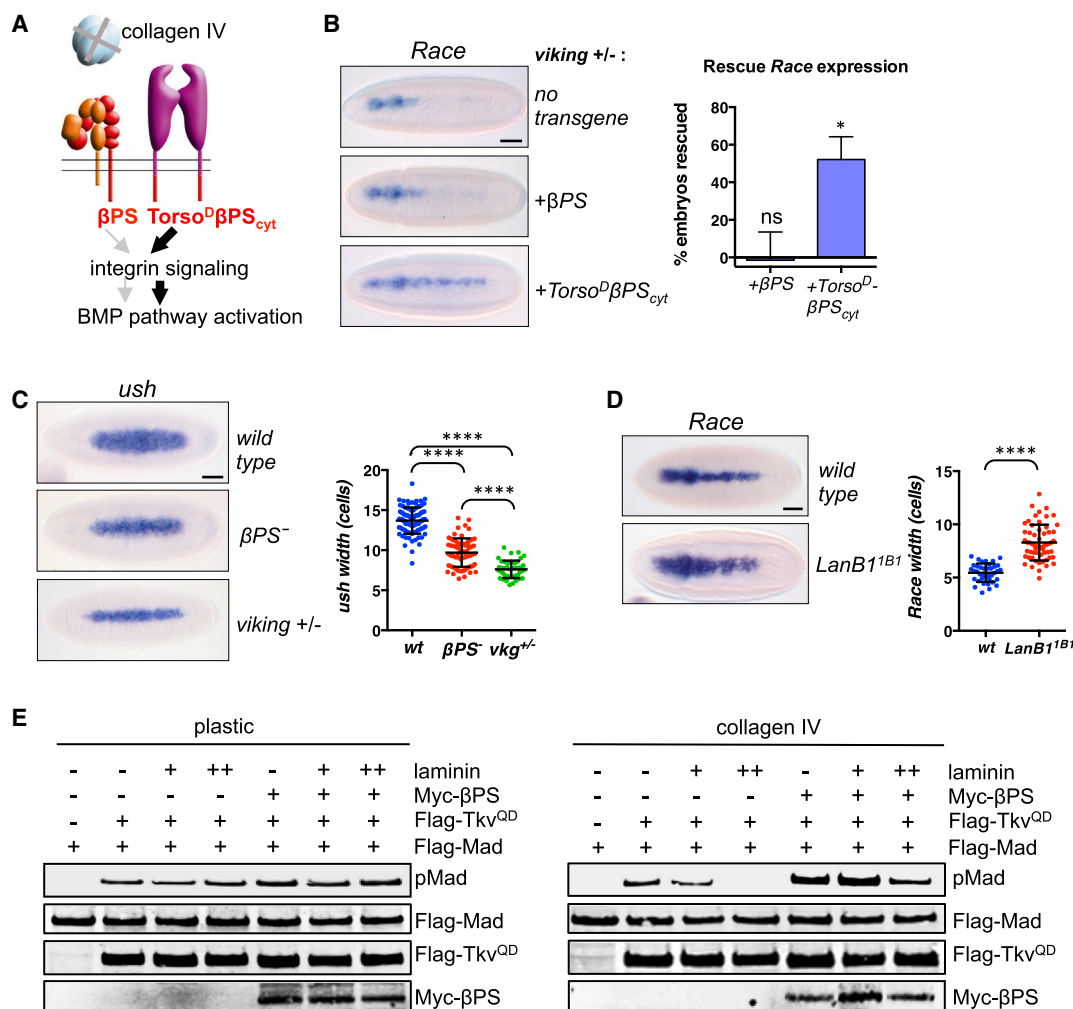 A
collagen IV
βPS Torso^DβPS_cyt
integrin signaling
BMP pathway activation
B
Race
viking +/- :
no
transgene
+βPS
+Torso^DβPS_cyt
Rescue Race expression
% embryos rescued
80
60
40
20
0
ns
*
+βPS
+Torso^D-
βPS_cyt
C
ush
wild
type
βPS⁻
viking +/-
ush width (cells)
20
15
10
5
0
****
****
****
wt βPS⁻ vkg^+/-
D
Race
wild
type
LanB1^1B1
Race width (cells)
15
10
5
0
****
wt LanB1^1B1
E
plastic
- - + ++ - + ++ laminin
- - - - + + + Myc-βPS
- + + + + + + Flag-Tkv^QD
+ + + + + + + Flag-Mad
pMad
Flag-Mad
Flag-Tkv^QD
Myc-βPS
collagen IV
- - + ++ - + ++ laminin
- - - - + + + Myc-βPS
- + + + + + + Flag-Tkv^QD
+ + + + + + + Flag-Mad
pMad
Flag-Mad
Flag-Tkv^QD
Myc-βPS